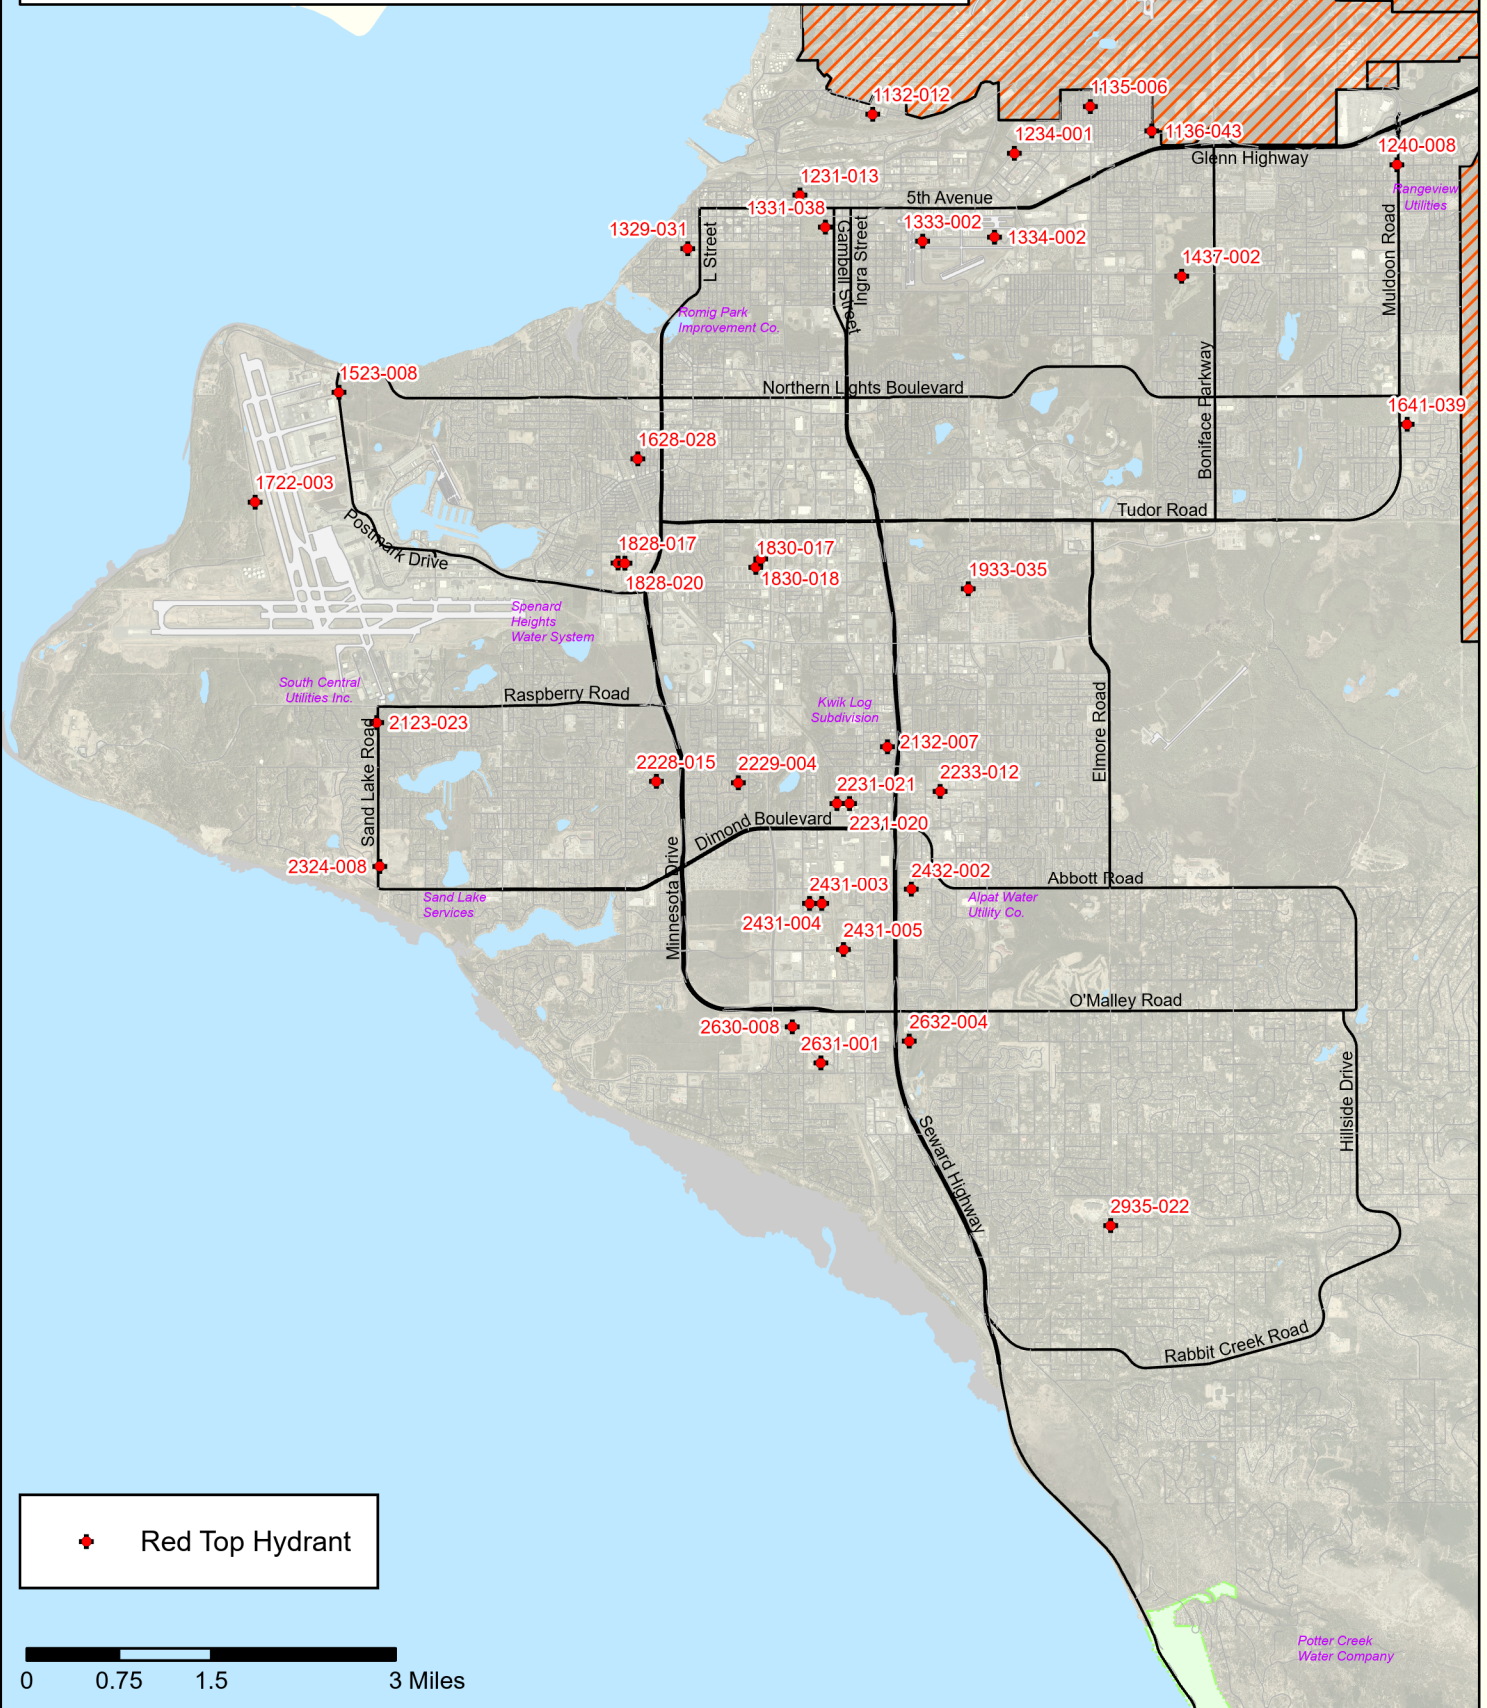 1132-012
1135-006
1136-043
1234-001
1240-008
Glenn Highway
Rangeview
Utilities
1231-013
5th Avenue
1331-038
1329-031
1333-002
1334-002
L Street
Gambell Street
Ingra Street
Muldoon Road
1437-002
Romig Park
Improvement Co.
1523-008
Northern Lights Boulevard
Boniface Parkway
1641-039
1628-028
1722-003
Postmark Drive
Tudor Road
1828-017
1828-020
1830-017
1830-018
1933-035
Spenard
Heights
Water System
South Central
Utilities Inc.
Raspberry Road
Kwik Log
Subdivision
Elmore Road
2123-023
Sand Lake Road
2132-007
2228-015
2229-004
2233-012
2231-021
2231-020
Dimond Boulevard
2324-008
Minnesota Drive
2432-002
Abbott Road
2431-003
2431-004
Sand Lake
Services
Alpat Water
Utility Co.
2431-005
O'Malley Road
2630-008
2632-004
2631-001
Hillside Drive
Seward Highway
2935-022
Rabbit Creek Road
Red Top Hydrant
Potter Creek
Water Company
0 0.75 1.5 3 Miles